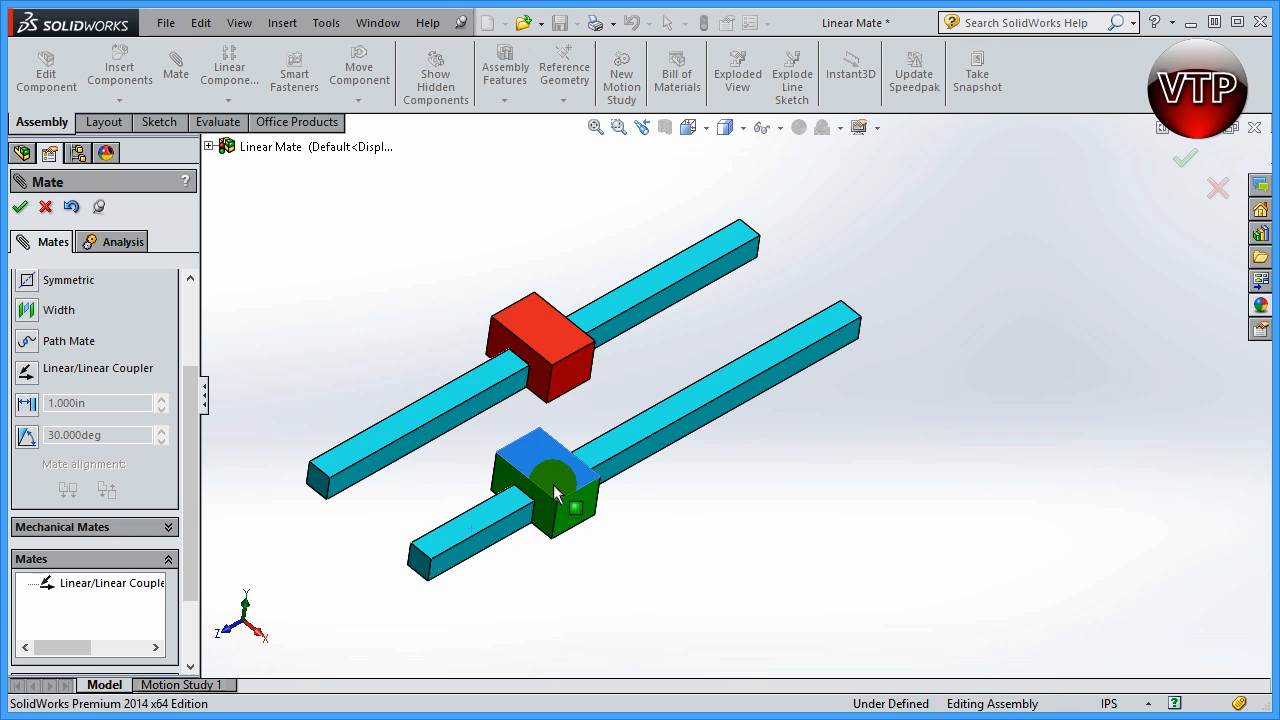 SOLIDWORKS File Edit View Insert Tools Window Help Linear Mate * Search SolidWorks Help ?
Edit Component
Insert Components
Mate
Linear Compone...
Smart Fasteners
Move Component
Show Hidden Components
Assembly Features
Reference Geometry
New Motion Study
Bill of Materials
Exploded View
Explode Line Sketch
Instant3D
Update Speedpak
Take Snapshot
VTP
Assembly Layout Sketch Evaluate Office Products
Linear Mate (Default<Displ...
Mate ?
Mates Analysis
Symmetric
Width
Path Mate
Linear/Linear Coupler
1.000in
30.000deg
Mate alignment:
Mechanical Mates
Mates
Linear/Linear Couple
Y
Z X
Model Motion Study 1
SolidWorks Premium 2014 x64 Edition Under Defined Editing Assembly IPS ?